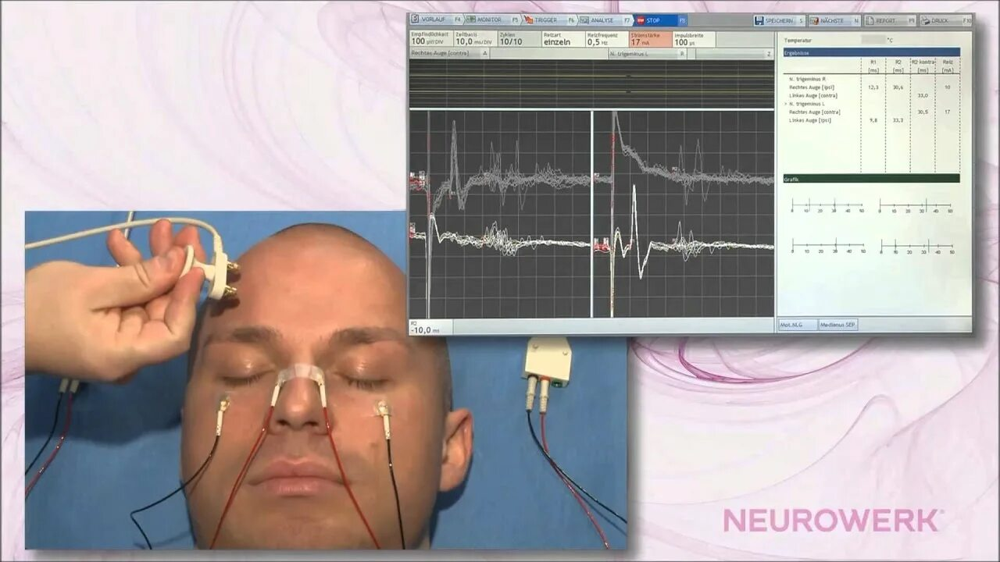 VORLAUF F4 MONITOR F5 TRIGGER F6 ANALYSE F7 STOP F8 SPEICHERN S NÄCHSTE N REPORT F9 DRUCK F10
Empfindlichkeit Zeitbasis Zyklen Reizart Reizfrequenz Stromstärke Impulsbreite
100 µV/DIV 10,0 ms/DIV 10/10 einzeln 0,5 Hz 17 mA 100 µs
Rechtes Auge [contra] A N. trigeminus L R 2
Temperatur °C
Ergebnisse
R1 R2 R2 kontra Reiz
[ms] [ms] [ms] [mA]
N. trigeminus R
Rechtes Auge [ipsi] 12,3 30,6 10
Linkes Auge [contra] 33,0
> N. trigeminus L
Rechtes Auge [contra] 30,5 17
Linkes Auge [ipsi] 9,8 33,3
Grafik
0 10 20 30 40 50 0 10 20 30 40 50
0 10 20 30 40 50 0 10 20 30 40 50
R2
-10,0 ms
Mot.NLG Medianus SEP
NEUROWERK®